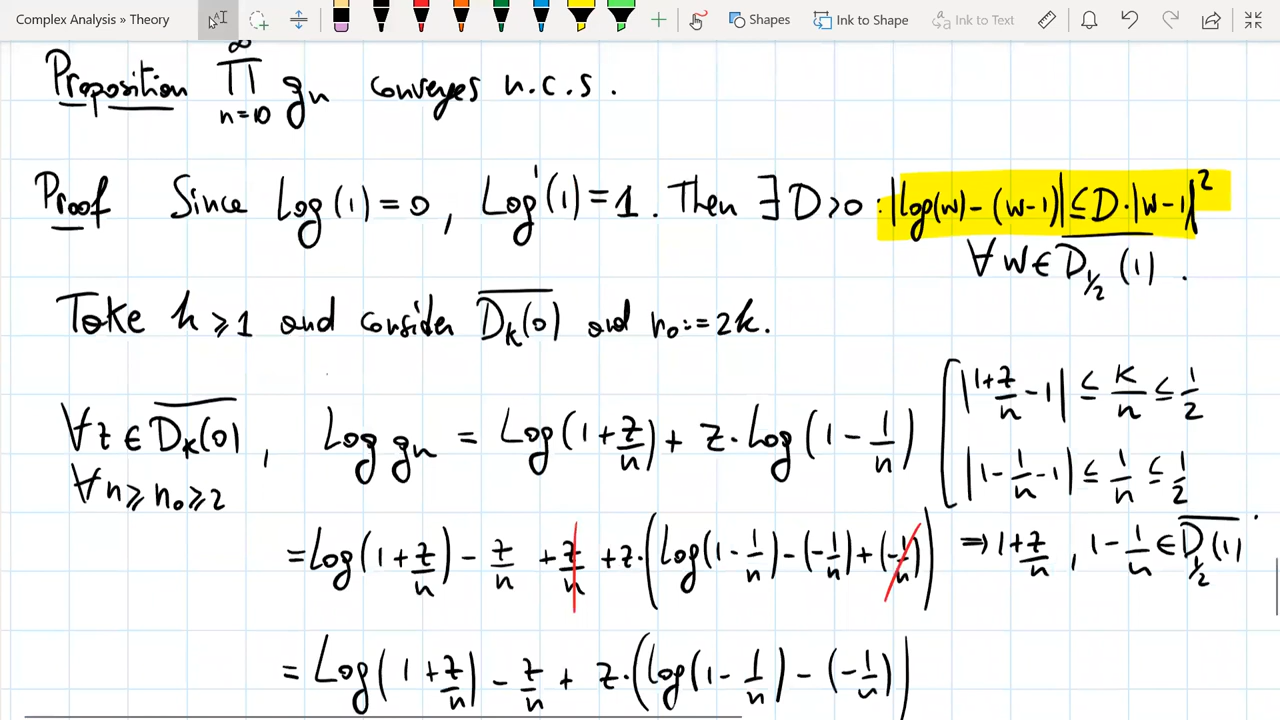 Complex Analysis » Theory
Shapes
Ink to Shape
Ink to Text
Proposition ∏_{n=0}^{∞} g_n converges n.c.s.
Proof Since Log(1)=0, Log'(1)=1. Then ∃D>0: |log(w)-(w-1)| ≤ D·|w-1|²
∀w∈\overline{D_{1/2}(1)}.
Take k≥1 and consider \overline{D_k(0)} and n₀:=2k.
∀z∈\overline{D_k(0)}, Log g_n = Log(1+z/n)+z·Log(1-1/n) [|1+z/n-1| ≤ k/n ≤ 1/2
∀n≥n₀≥2 |1-1/n-1| ≤ 1/n ≤ 1/2
=Log(1+z/n)-z/n+z/n+z·(Log(1-1/n)-(-1/n)+(-1/n)) ⇒1+z/n, 1-1/n∈\overline{D_{1/2}(1)}
=Log(1+z/n)-z/n+z·(log(1-1/n)-(-1/n))